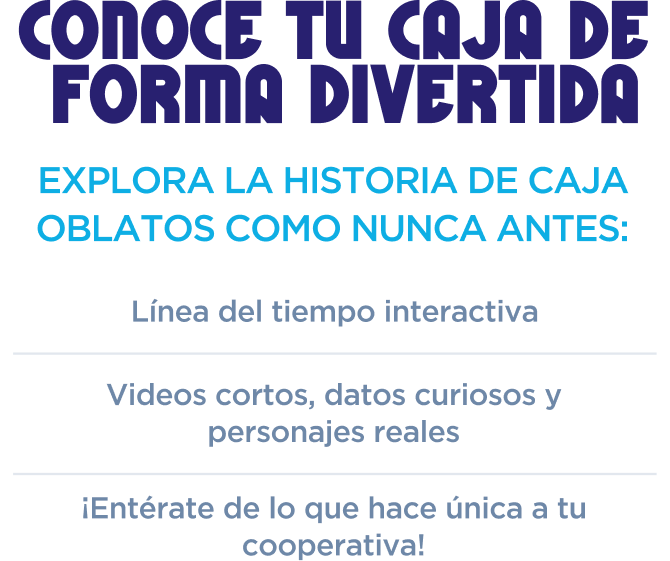 CONOCE TU CAJA DE
FORMA DIVERTIDA
EXPLORA LA HISTORIA DE CAJA
OBLATOS COMO NUNCA ANTES:
Línea del tiempo interactiva
Videos cortos, datos curiosos y
personajes reales
¡Entérate de lo que hace única a tu
cooperativa!